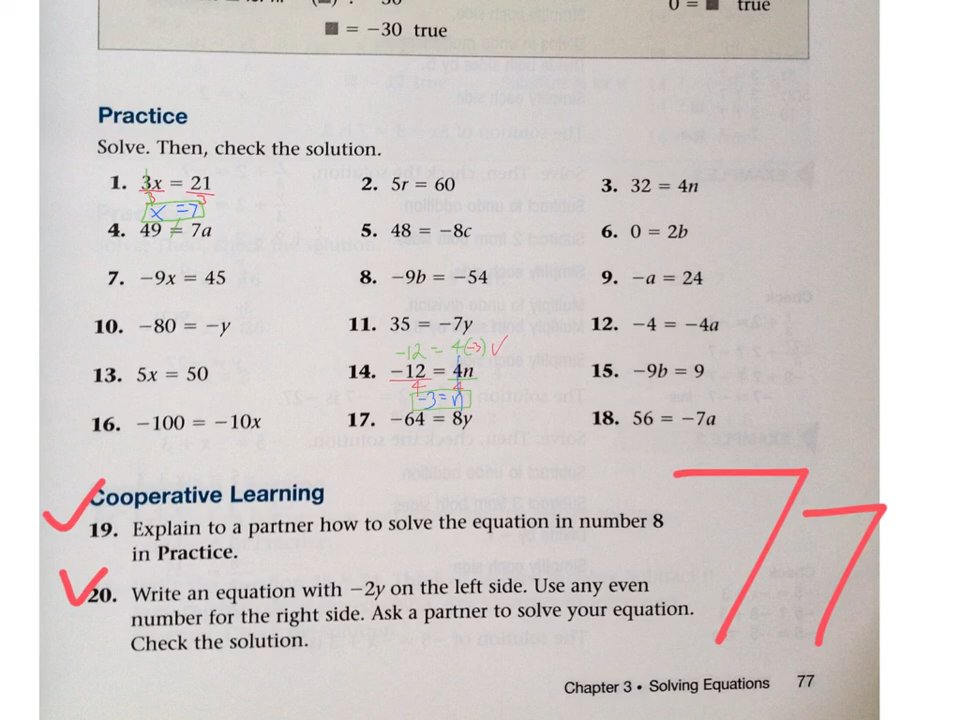 = -30 true
0 = ■ true
■ = -30 true
Practice
Solve. Then, check the solution.
1. 3x = 21 2. 5r = 60 3. 32 = 4n
3 3
x = 7
4. 49 = 7a 5. 48 = -8c 6. 0 = 2b
7. -9x = 45 8. -9b = -54 9. -a = 24
10. -80 = -y 11. 35 = -7y 12. -4 = -4a
-12 = 4(-3) ✓
13. 5x = 50 14. -12 = 4n 15. -9b = 9
4 4
-3 = n
16. -100 = -10x 17. -64 = 8y 18. 56 = -7a
Cooperative Learning
19. Explain to a partner how to solve the equation in number 8
in Practice.
20. Write an equation with -2y on the left side. Use any even
number for the right side. Ask a partner to solve your equation.
Check the solution.
77
Chapter 3 • Solving Equations 77